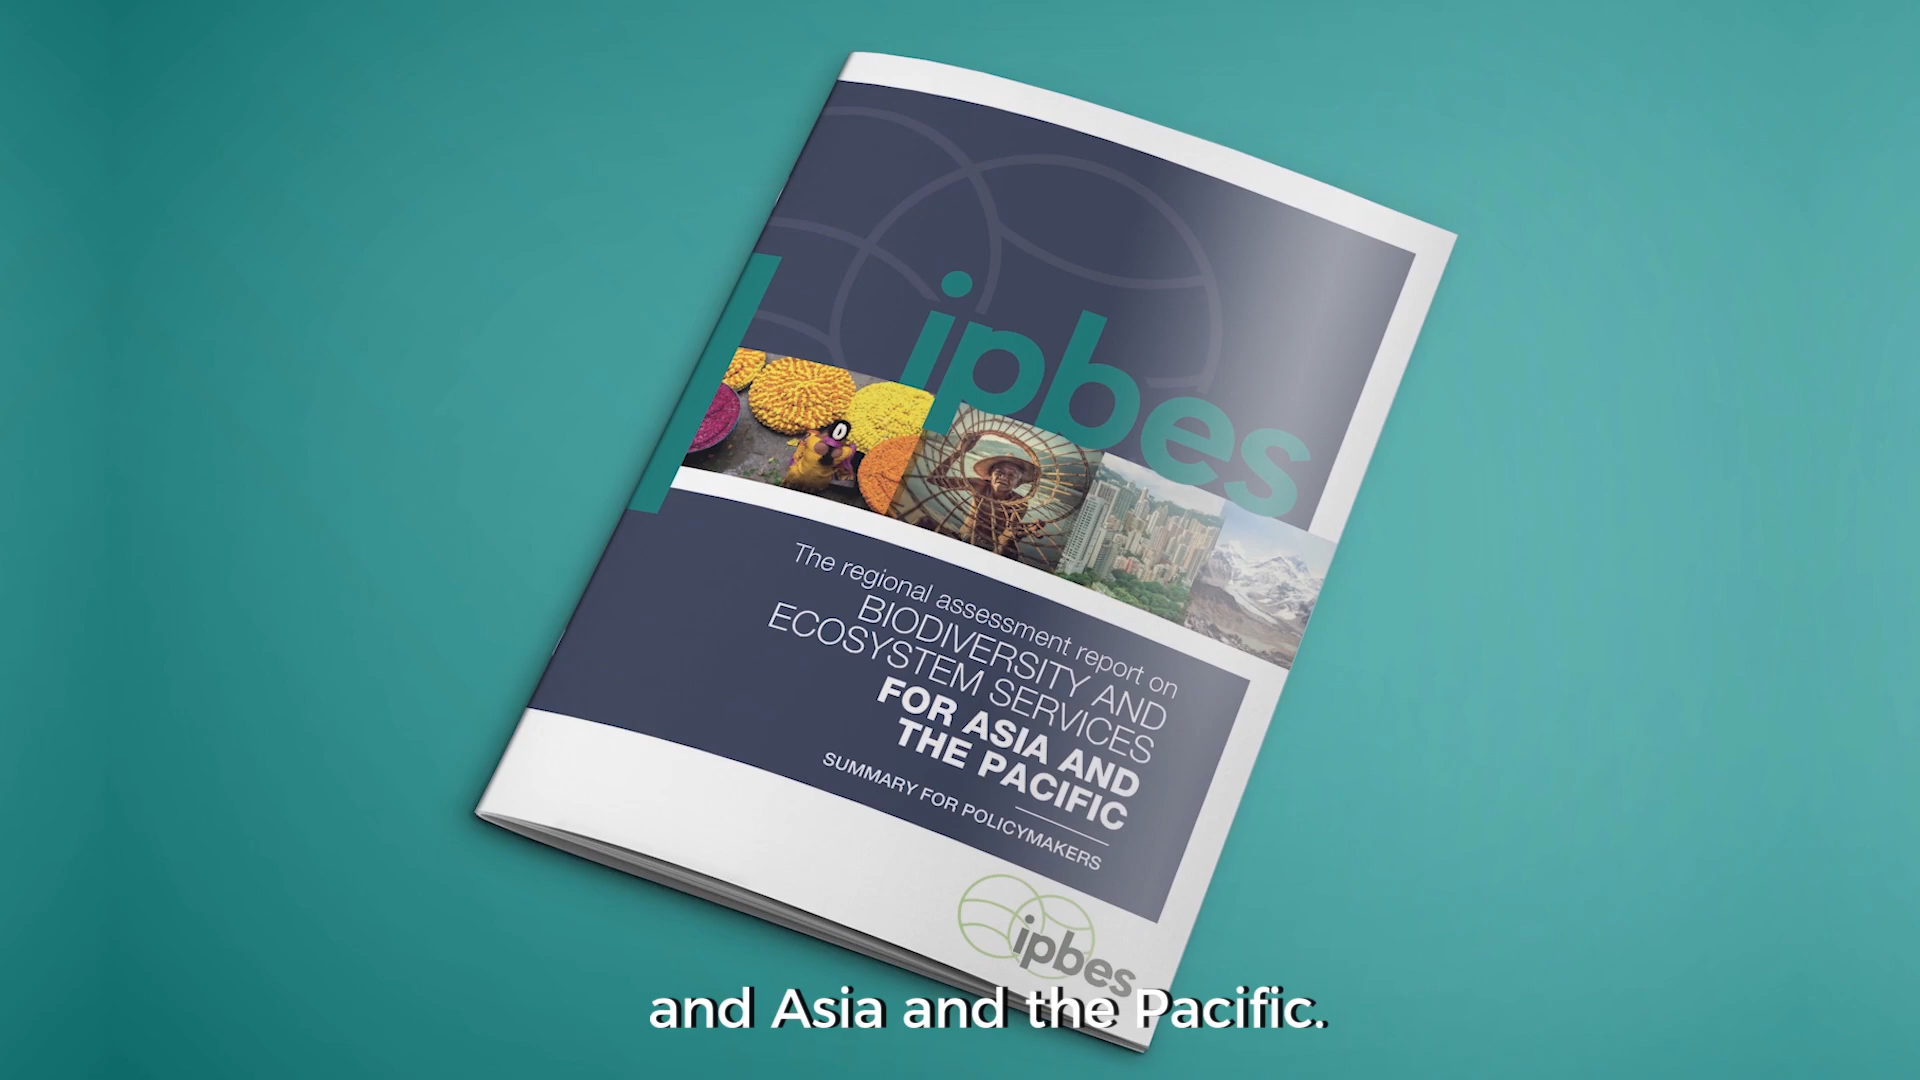 ipbes
D
The regional assessment report on
BIODIVERSITY AND
ECOSYSTEM SERVICES
FOR ASIA AND
THE PACIFIC
SUMMARY FOR POLICYMAKERS
ipbes
and Asia and the Pacific.